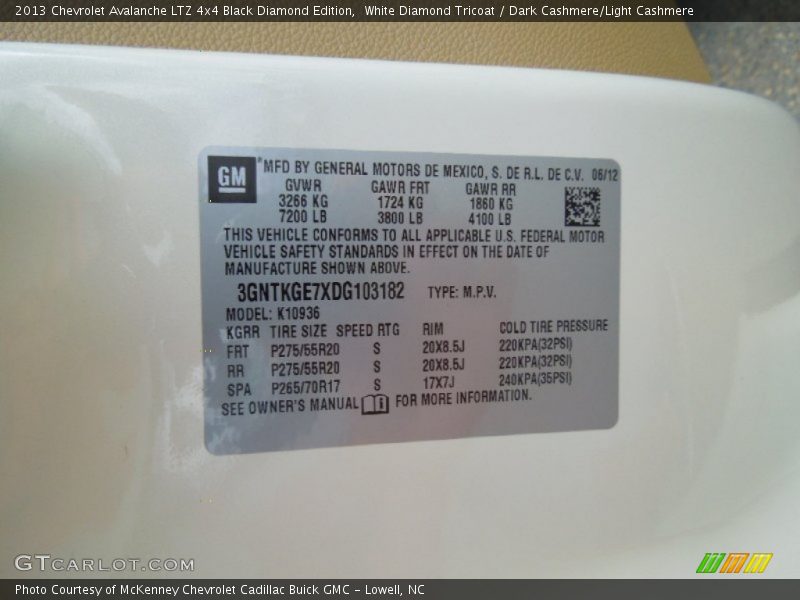 2013 Chevrolet Avalanche LTZ 4x4 Black Diamond Edition, White Diamond Tricoat / Dark Cashmere/Light Cashmere
GM *MFD BY GENERAL MOTORS DE MEXICO, S. DE R.L. DE C.V. 06/12
GVWR GAWR FRT GAWR RR
3266 KG 1724 KG 1860 KG
7200 LB 3800 LB 4100 LB
THIS VEHICLE CONFORMS TO ALL APPLICABLE U.S. FEDERAL MOTOR
VEHICLE SAFETY STANDARDS IN EFFECT ON THE DATE OF
MANUFACTURE SHOWN ABOVE.
3GNTKGE7XDG103182 TYPE: M.P.V.
MODEL: K10936
KGRR TIRE SIZE SPEED RTG RIM COLD TIRE PRESSURE
FRT P275/55R20 S 20X8.5J 220KPA(32PSI)
RR P275/55R20 S 20X8.5J 220KPA(32PSI)
SPA P265/70R17 S 17X7J 240KPA(35PSI)
SEE OWNER'S MANUAL FOR MORE INFORMATION.
GTCARLOT.COM
Photo Courtesy of McKenney Chevrolet Cadillac Buick GMC - Lowell, NC